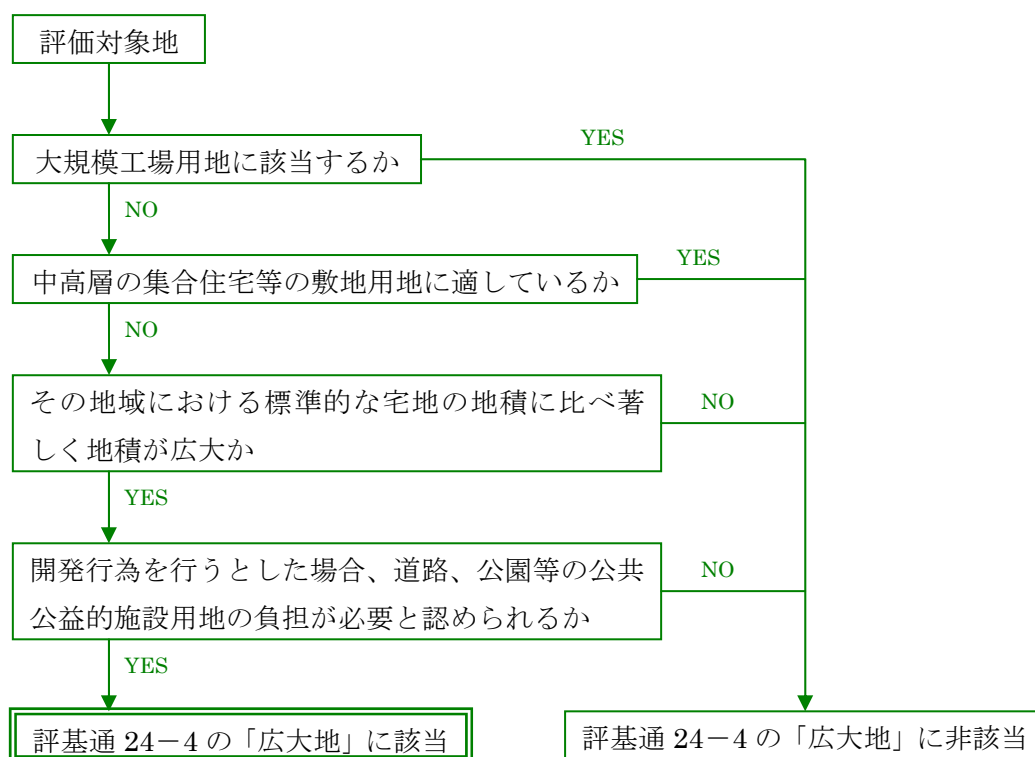 評価対象地
大規模工場用地に該当するか
YES
NO
中高層の集合住宅等の敷地用地に適しているか
YES
NO
その地域における標準的な宅地の地積に比べ著
しく地積が広大か
NO
YES
開発行為を行うとした場合、道路、公園等の公共
公益的施設用地の負担が必要と認められるか
NO
YES
評基通 24－4 の「広大地」に該当
評基通 24－4 の「広大地」に非該当